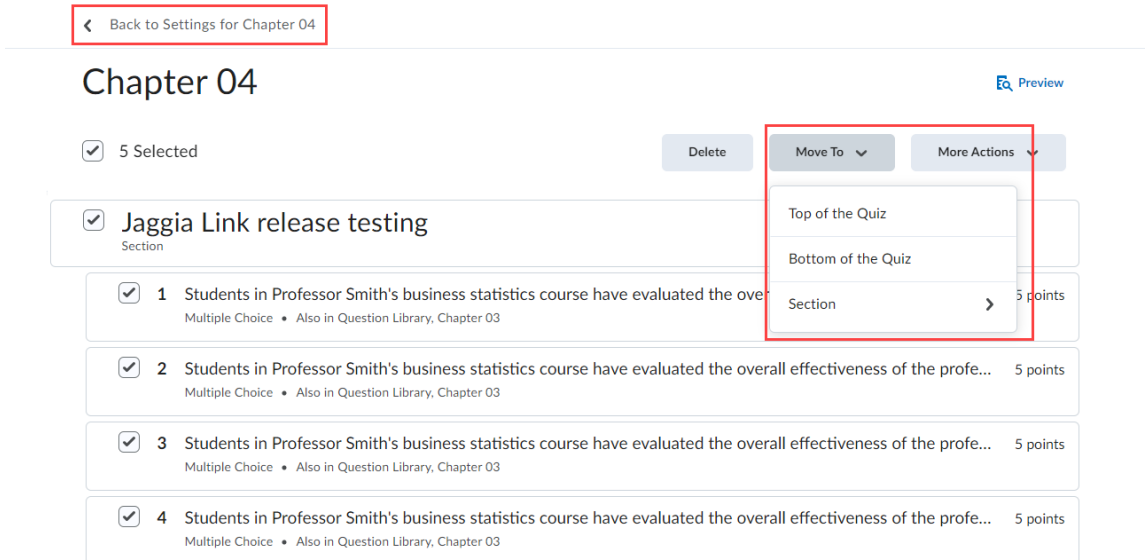 Back to Settings for Chapter 04
Chapter 04
Preview
5 Selected
Delete
Move To
More Actions
Top of the Quiz
Bottom of the Quiz
Section
Jaggia Link release testing
Section
1 Students in Professor Smith's business statistics course have evaluated the over
5 points
Multiple Choice • Also in Question Library, Chapter 03
2 Students in Professor Smith's business statistics course have evaluated the overall effectiveness of the profe... 5 points
Multiple Choice • Also in Question Library, Chapter 03
3 Students in Professor Smith's business statistics course have evaluated the overall effectiveness of the profe... 5 points
Multiple Choice • Also in Question Library, Chapter 03
4 Students in Professor Smith's business statistics course have evaluated the overall effectiveness of the profe... 5 points
Multiple Choice • Also in Question Library, Chapter 03